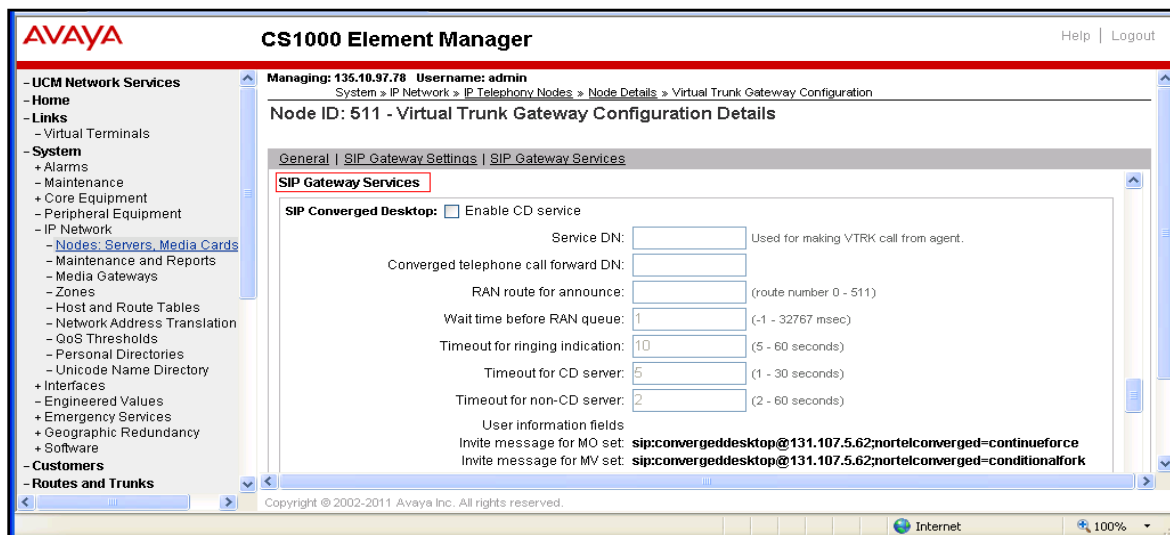 AVAYA
CS1000 Element Manager
Help | Logout
- UCM Network Services
- Home
- Links
- Virtual Terminals
- System
+ Alarms
- Maintenance
+ Core Equipment
- Peripheral Equipment
- IP Network
- Nodes: Servers, Media Cards
- Maintenance and Reports
- Media Gateways
- Zones
- Host and Route Tables
- Network Address Translation
- QoS Thresholds
- Personal Directories
- Unicode Name Directory
+ Interfaces
- Engineered Values
+ Emergency Services
+ Geographic Redundancy
+ Software
- Customers
- Routes and Trunks
Managing: 135.10.97.78 Username: admin
System » IP Network » IP Telephony Nodes » Node Details » Virtual Trunk Gateway Configuration
Node ID: 511 - Virtual Trunk Gateway Configuration Details
General | SIP Gateway Settings | SIP Gateway Services
SIP Gateway Services
SIP Converged Desktop: Enable CD service
Service DN: Used for making VTRK call from agent.
Converged telephone call forward DN:
RAN route for announce: (route number 0 - 511)
Wait time before RAN queue: 1 (-1 - 32767 msec)
Timeout for ringing indication: 10 (5 - 60 seconds)
Timeout for CD server: 5 (1 - 30 seconds)
Timeout for non-CD server: 2 (2 - 60 seconds)
User information fields
Invite message for MO set: sip:convergeddesktop@131.107.5.62;nortelconverged=continueforce
Invite message for MV set: sip:convergeddesktop@131.107.5.62;nortelconverged=conditionalfork
Copyright © 2002-2011 Avaya Inc. All rights reserved.
Internet
100%